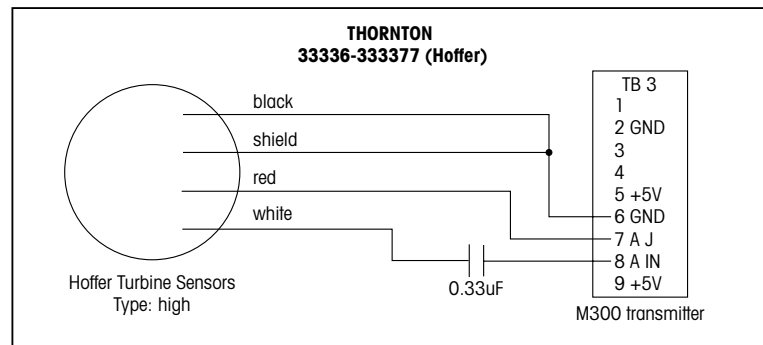 THORNTON
33336-333377 (Hoffer)
black
shield
red
white
0.33uF
Hoffer Turbine Sensors
Type: high
TB 3
1
2 GND
3
4
5 +5V
6 GND
7 A J
8 A IN
9 +5V
M300 transmitter